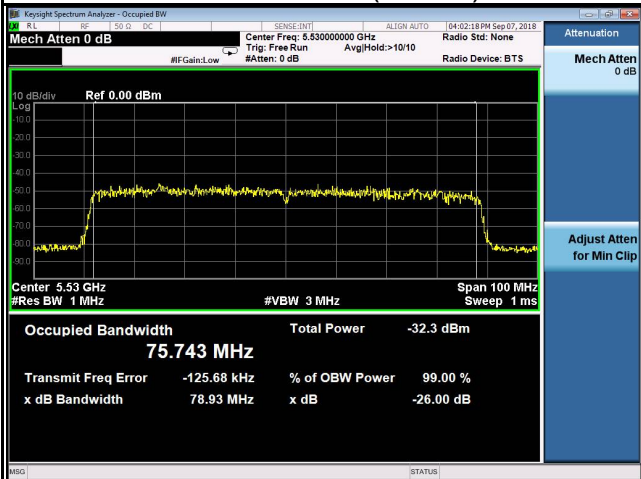 Keysight Spectrum Analyzer - Occupied BW
RL RF 50 Ω DC SENSE:INT ALIGN AUTO 04:02:18 PM Sep 07, 2018
Mech Atten 0 dB
Center Freq: 5.530000000 GHz
Radio Std: None
Trig: Free Run Avg|Hold:>10/10
#IFGain:Low #Atten: 0 dB Radio Device: BTS
Attenuation
Mech Atten
0 dB
Adjust Atten
for Min Clip
10 dB/div Ref 0.00 dBm
Log
-10.0
-20.0
-30.0
-40.0
-50.0
-60.0
-70.0
-80.0
-90.0
Center 5.53 GHz Span 100 MHz
#Res BW 1 MHz #VBW 3 MHz Sweep 1 ms
Occupied Bandwidth Total Power -32.3 dBm
75.743 MHz
Transmit Freq Error -125.68 kHz % of OBW Power 99.00 %
x dB Bandwidth 78.93 MHz x dB -26.00 dB
MSG STATUS